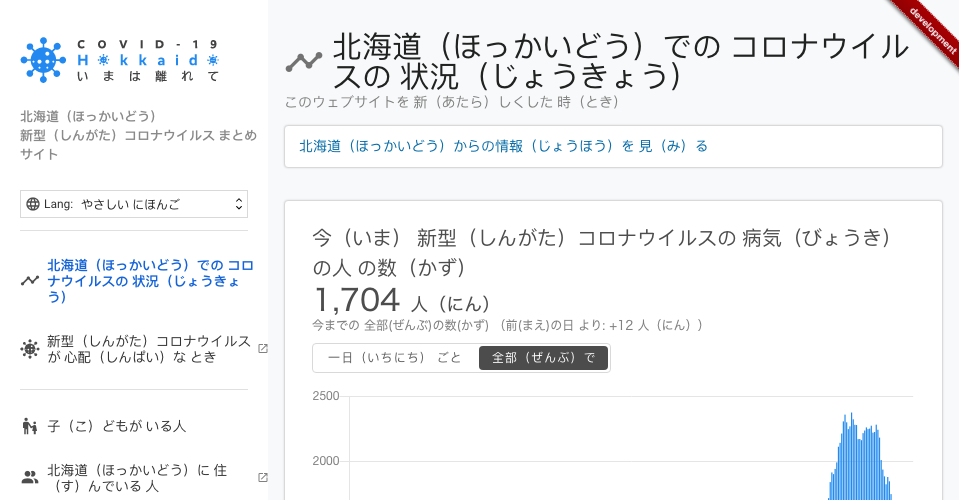 COVID-19
Hokkaido
いまは離れて
北海道（ほっかいどう）
新型（しんがた）コロナウイルス まとめ
サイト
Lang: やさしい にほんご
北海道（ほっかいどう）での コロ
ナウイルスの 状況（じょうきょ
う）
新型（しんがた）コロナウイルス
が 心配（しんぱい）な とき
子（こ）どもが いる人
北海道（ほっかいどう）に 住
（す）んでいる 人
development
北海道（ほっかいどう）での コロナウイル
スの 状況（じょうきょう）
このウェブサイトを 新（あたら）しくした 時（とき）
北海道（ほっかいどう）からの情報（じょうほう）を 見（み）る
今（いま） 新型（しんがた）コロナウイルスの 病気（びょうき）
の人 の数（かず）
1,704 人（にん）
今までの 全部(ぜんぶ)の数(かず) （前(まえ)の日 より: +12 人（にん））
一日（いちにち） ごと
全部（ぜんぶ）で
2500
2000